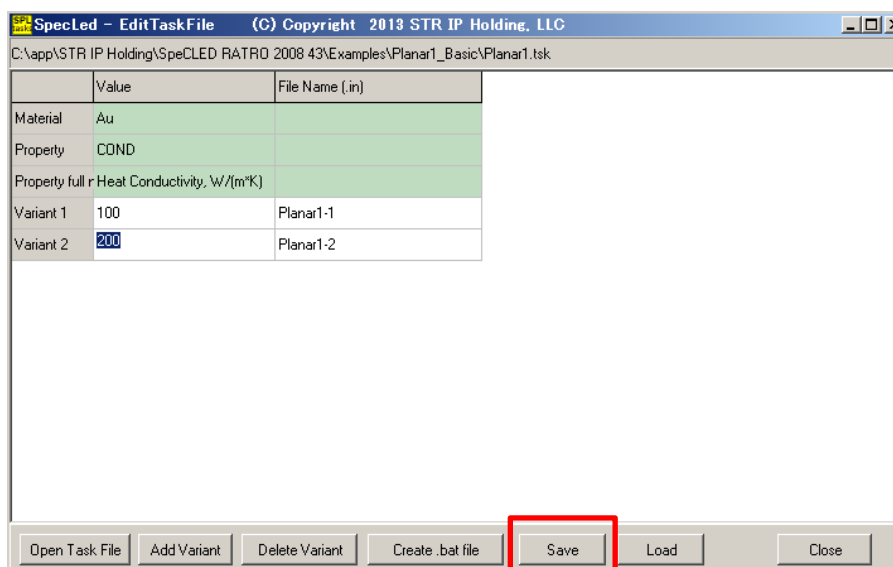 SPL
task
SpecLed - EditTaskFile (C) Copyright 2013 STR IP Holding, LLC
C:\app\STR IP Holding\SpeCLED RATRO 2008 43\Examples\Planar1_Basic\Planar1.tsk
Value File Name (.in)
Material Au
Property COND
Property full r Heat Conductivity, W/(m*K)
Variant 1 100 Planar1-1
Variant 2 200 Planar1-2
Open Task File Add Variant Delete Variant Create .bat file Save Load Close